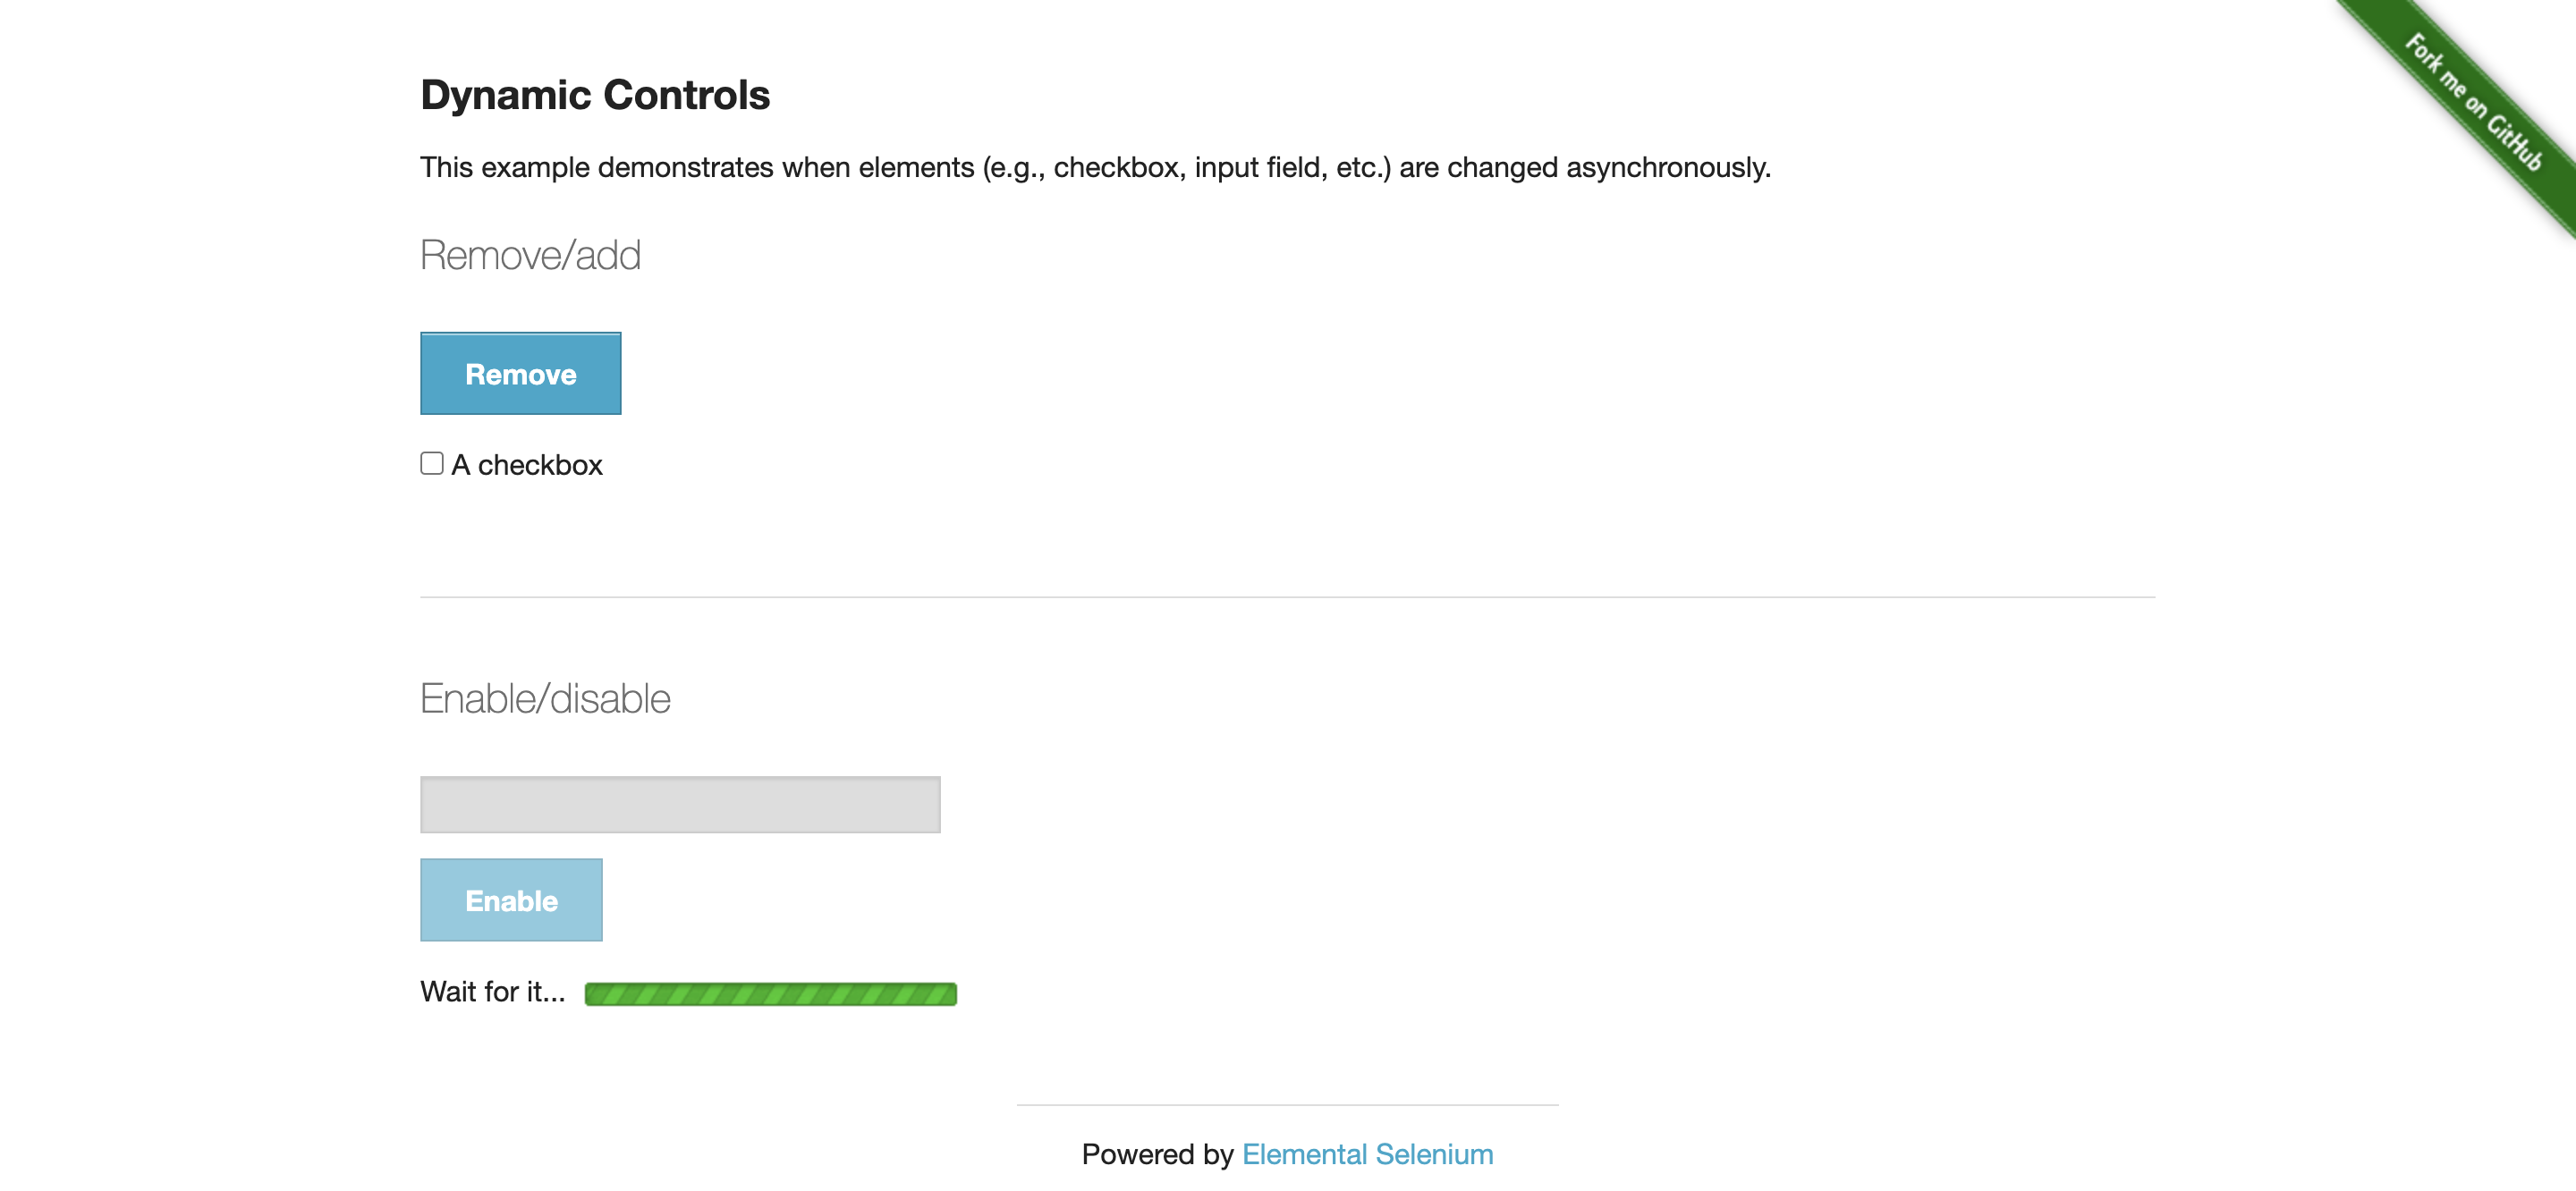 Fork me on GitHub
Dynamic Controls
This example demonstrates when elements (e.g., checkbox, input field, etc.) are changed asynchronously.
Remove/add
Remove
A checkbox
Enable/disable
Enable
Wait for it...
Powered by Elemental Selenium